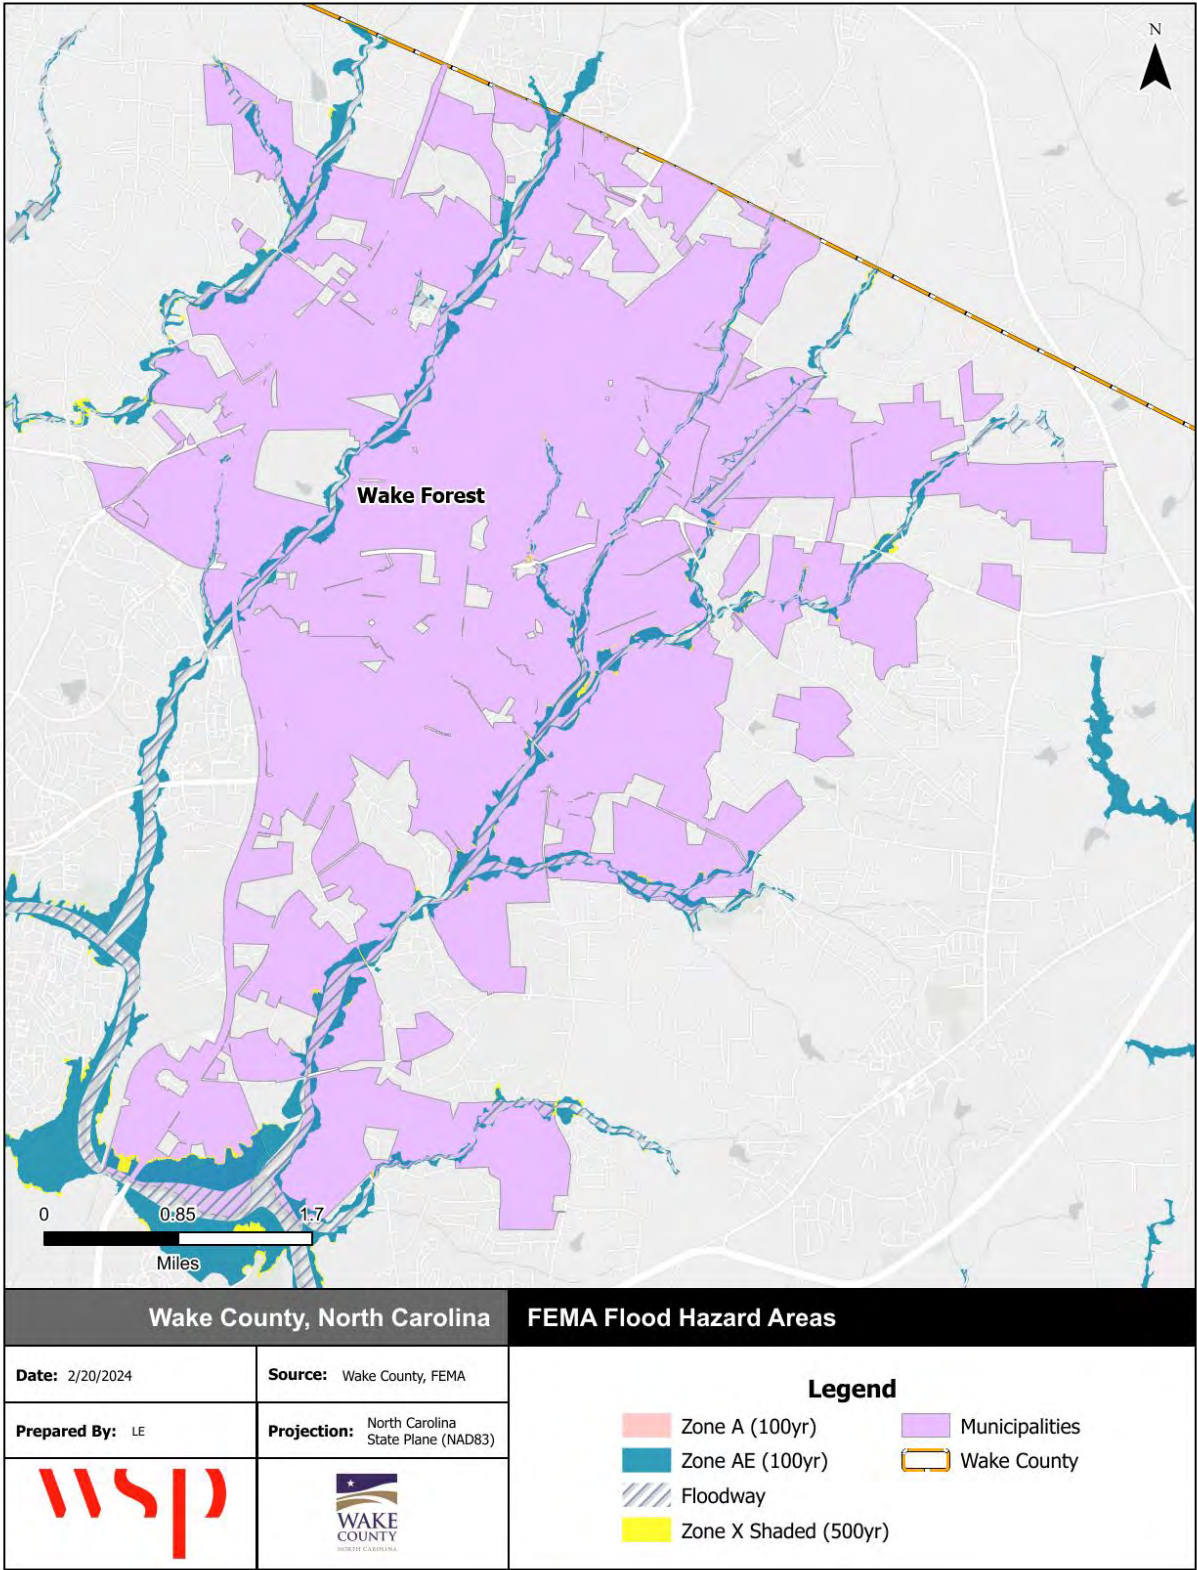 N
Wake Forest
0 0.85 1.7
Miles
Wake County, North Carolina
FEMA Flood Hazard Areas
Date: 2/20/2024
Source: Wake County, FEMA
Prepared By: LE
Projection: North Carolina
State Plane (NAD83)
wsp
WAKE
COUNTY
NORTH CAROLINA
Legend
Zone A (100yr)
Zone AE (100yr)
Floodway
Zone X Shaded (500yr)
Municipalities
Wake County